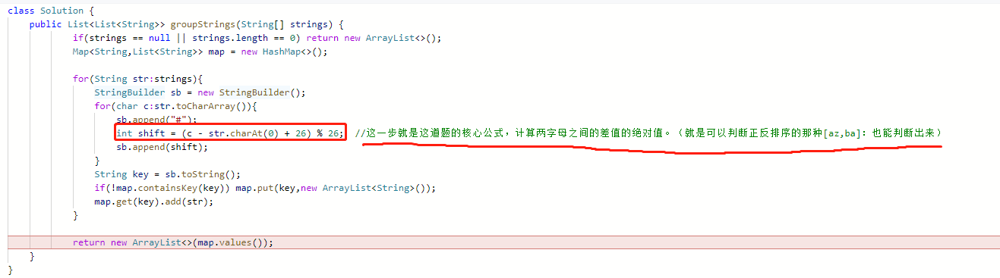 class Solution {
public List<List<String>> groupStrings(String[] strings) {
if(strings == null || strings.length == 0) return new ArrayList<>();
Map<String,List<String>> map = new HashMap<>();
for(String str:strings){
StringBuilder sb = new StringBuilder();
for(char c:str.toCharArray()){
sb.append("#");
int shift = (c - str.charAt(0) + 26) % 26; //这一步就是这道题的核心公式，计算两字母之间的差值的绝对值。（就是可以判断正反排序的那种[az,ba]：也能判断出来）
sb.append(shift);
}
String key = sb.toString();
if(!map.containsKey(key)) map.put(key,new ArrayList<String>());
map.get(key).add(str);
}
return new ArrayList<>(map.values());
}
}